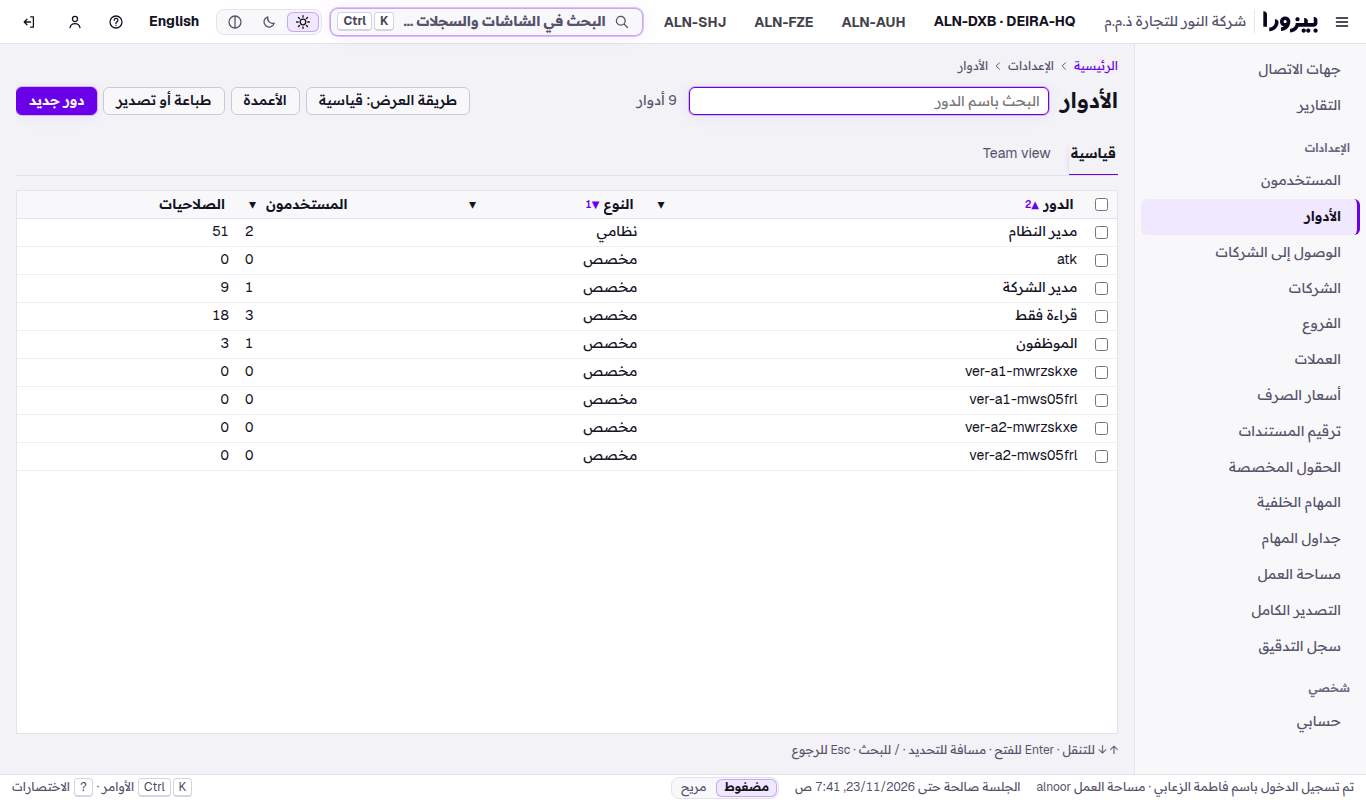 بيزورا
شركة النور للتجارة ذ.م.م
ALN-DXB · DEIRA-HQ
ALN-AUH
ALN-FZE
ALN-SHJ
البحث في الشاشات والسجلات ...
Ctrl K
English
جهات الاتصال
التقارير
الإعدادات
المستخدمون
الأدوار
الوصول إلى الشركات
الشركات
الفروع
العملات
أسعار الصرف
ترقيم المستندات
الحقول المخصصة
المهام الخلفية
جداول المهام
مساحة العمل
التصدير الكامل
سجل التدقيق
شخصي
حسابي
الرئيسية › الإعدادات › الأدوار
الأدوار
البحث باسم الدور
9 أدوار
طريقة العرض: قياسية
الأعمدة
طباعة أو تصدير
دور جديد
قياسية
Team view
الدور ▲2 ▼ النوع ▼1 ▼ المستخدمون ▼ الصلاحيات
مدير النظام نظامي 2 51
atk مخصص 0 0
مدير الشركة مخصص 1 9
قراءة فقط مخصص 3 18
الموظفون مخصص 1 3
ver-a1-mwrzskxe مخصص 0 0
ver-a1-mws05frl مخصص 0 0
ver-a2-mwrzskxe مخصص 0 0
ver-a2-mws05frl مخصص 0 0
↑↓ للتنقل · Enter للفتح · مسافة للتحديد · / للبحث · Esc للرجوع
تم تسجيل الدخول باسم فاطمة الزعابي · مساحة العمل alnoor
الجلسة صالحة حتى 23/11/2026, 7:41 ص
مضغوط
مريح
Ctrl K الأوامر · ? الاختصارات